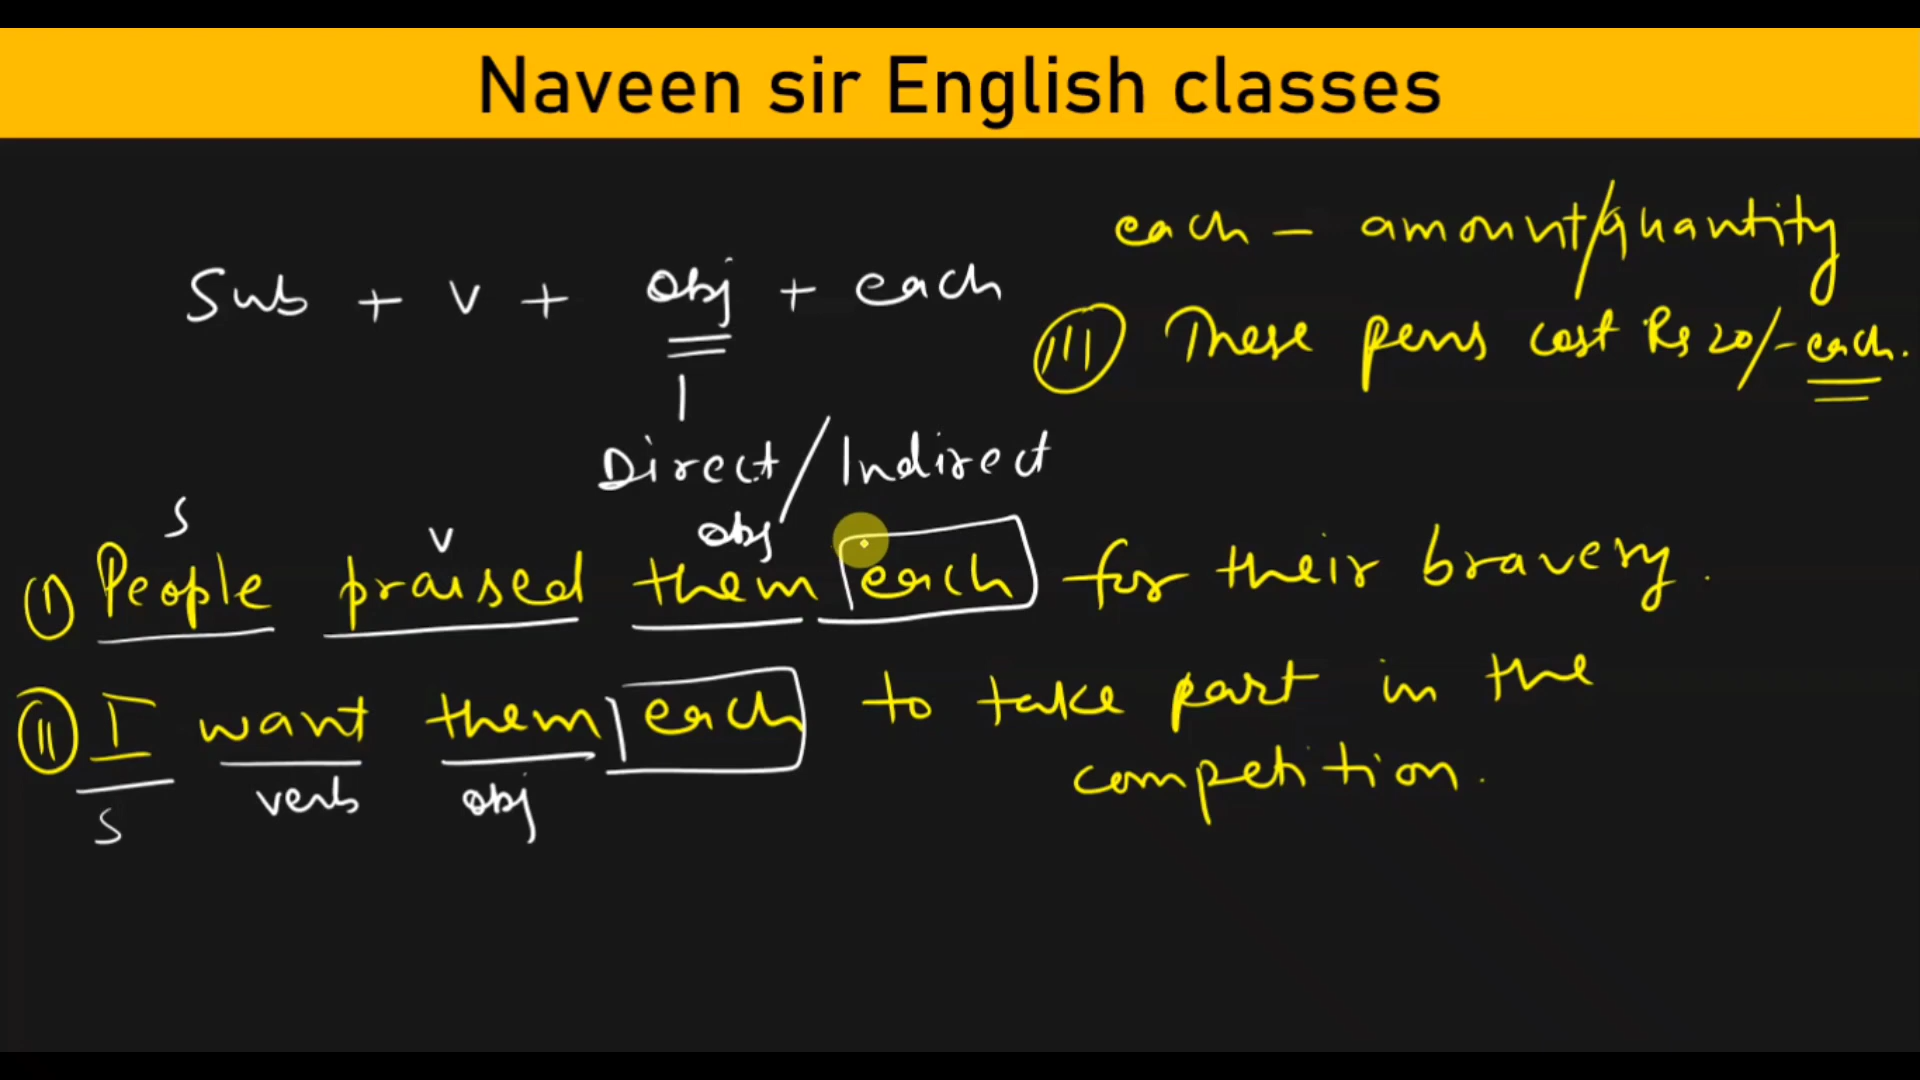 Naveen sir English classes
Sub + v + obj + each
Direct / Indirect
obj
each – amount/quantity
(III) These pens cost Rs 20/- each.
S
V
(I) People praised them each for their bravery.
(II) I want them each to take part in the
competition.
S
verb
obj